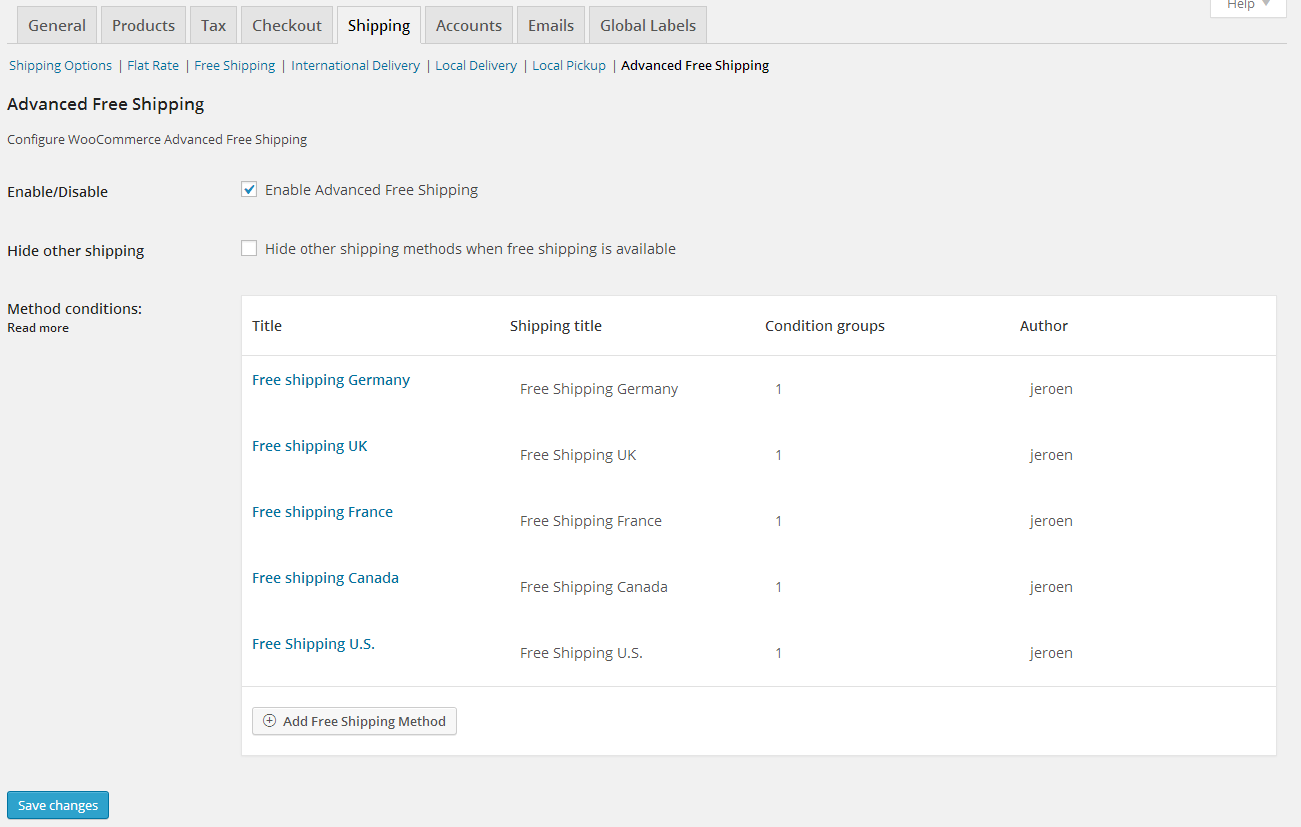 Help
General Products Tax Checkout Shipping Accounts Emails Global Labels
Shipping Options | Flat Rate | Free Shipping | International Delivery | Local Delivery | Local Pickup | Advanced Free Shipping
Advanced Free Shipping
Configure WooCommerce Advanced Free Shipping
Enable/Disable Enable Advanced Free Shipping
Hide other shipping Hide other shipping methods when free shipping is available
Method conditions:
Read more
Title Shipping title Condition groups Author
Free shipping Germany Free Shipping Germany 1 jeroen
Free shipping UK Free Shipping UK 1 jeroen
Free shipping France Free Shipping France 1 jeroen
Free shipping Canada Free Shipping Canada 1 jeroen
Free Shipping U.S. Free Shipping U.S. 1 jeroen
Add Free Shipping Method
Save changes